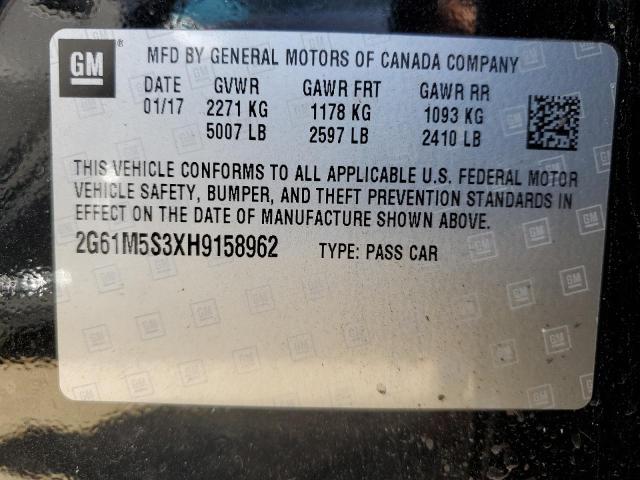 GM® MFD BY GENERAL MOTORS OF CANADA COMPANY
DATE GVWR GAWR FRT GAWR RR
01/17 2271 KG 1178 KG 1093 KG
5007 LB 2597 LB 2410 LB
THIS VEHICLE CONFORMS TO ALL APPLICABLE U.S. FEDERAL MOTOR
VEHICLE SAFETY, BUMPER, AND THEFT PREVENTION STANDARDS IN
EFFECT ON THE DATE OF MANUFACTURE SHOWN ABOVE.
2G61M5S3XH9158962 TYPE: PASS CAR